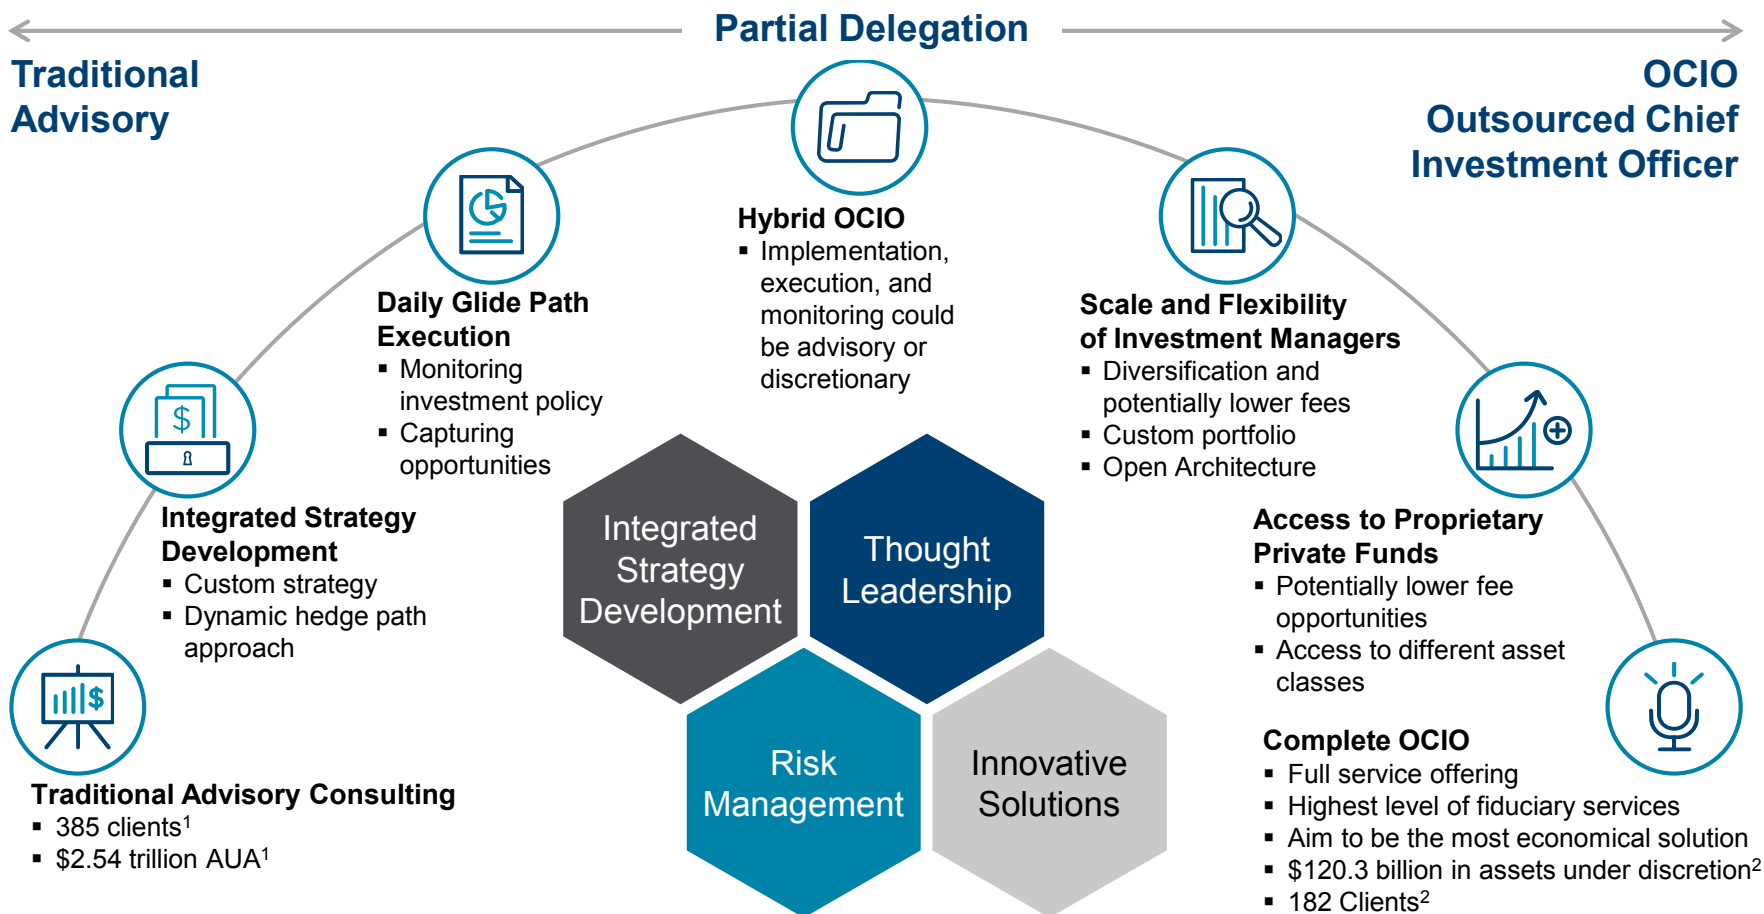 Partial Delegation
Traditional
Advisory
OCIO
Outsourced Chief
Investment Officer
Hybrid OCIO
▪ Implementation,
execution, and
monitoring could
be advisory or
discretionary
Daily Glide Path
Execution
▪ Monitoring
investment policy
▪ Capturing
opportunities
Scale and Flexibility
of Investment Managers
▪ Diversification and
potentially lower fees
▪ Custom portfolio
▪ Open Architecture
$
Integrated Strategy
Development
▪ Custom strategy
▪ Dynamic hedge path
approach
Access to Proprietary
Private Funds
▪ Potentially lower fee
opportunities
▪ Access to different asset
classes
Integrated
Strategy
Development
Thought
Leadership
Risk
Management
Innovative
Solutions
$
Traditional Advisory Consulting
▪ 385 clients¹
▪ $2.54 trillion AUA¹
Complete OCIO
▪ Full service offering
▪ Highest level of fiduciary services
▪ Aim to be the most economical solution
▪ $120.3 billion in assets under discretion²
▪ 182 Clients²